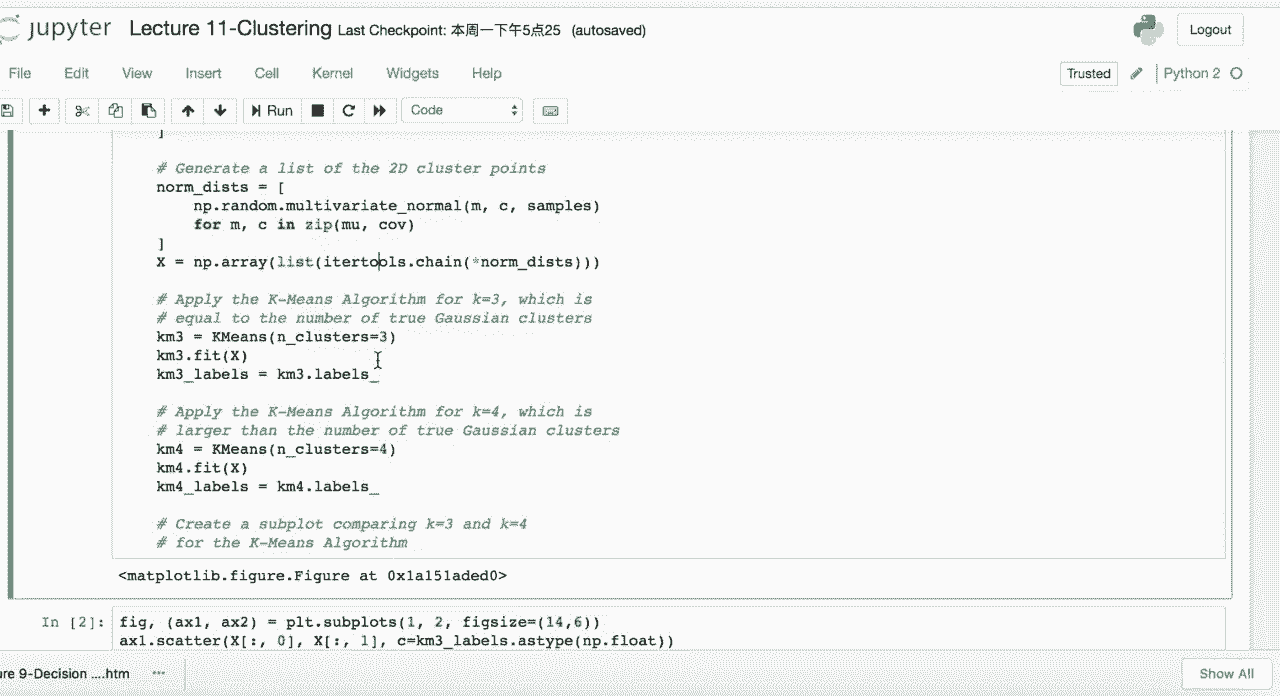 jupyter Lecture 11-Clustering Last Checkpoint: 本周一下午5点25 (autosaved)
Logout
File Edit View Insert Cell Kernel Widgets Help
Trusted Python 2
Run Code
]
# Generate a list of the 2D cluster points
norm_dists = [
np.random.multivariate_normal(m, c, samples)
for m, c in zip(mu, cov)
]
X = np.array(list(itertools.chain(*norm_dists)))
# Apply the K-Means Algorithm for k=3, which is
# equal to the number of true Gaussian clusters
km3 = KMeans(n_clusters=3)
km3.fit(X)
km3_labels = km3.labels_
# Apply the K-Means Algorithm for k=4, which is
# larger than the number of true Gaussian clusters
km4 = KMeans(n_clusters=4)
km4.fit(X)
km4_labels = km4.labels_
# Create a subplot comparing k=3 and k=4
# for the K-Means Algorithm
<matplotlib.figure.Figure at 0x1a151aded0>
In [2]: fig, (ax1, ax2) = plt.subplots(1, 2, figsize=(14,6))
ax1.scatter(X[:, 0], X[:, 1], c=km3_labels.astype(np.float))
ure 9-Decision ....htm
Show All